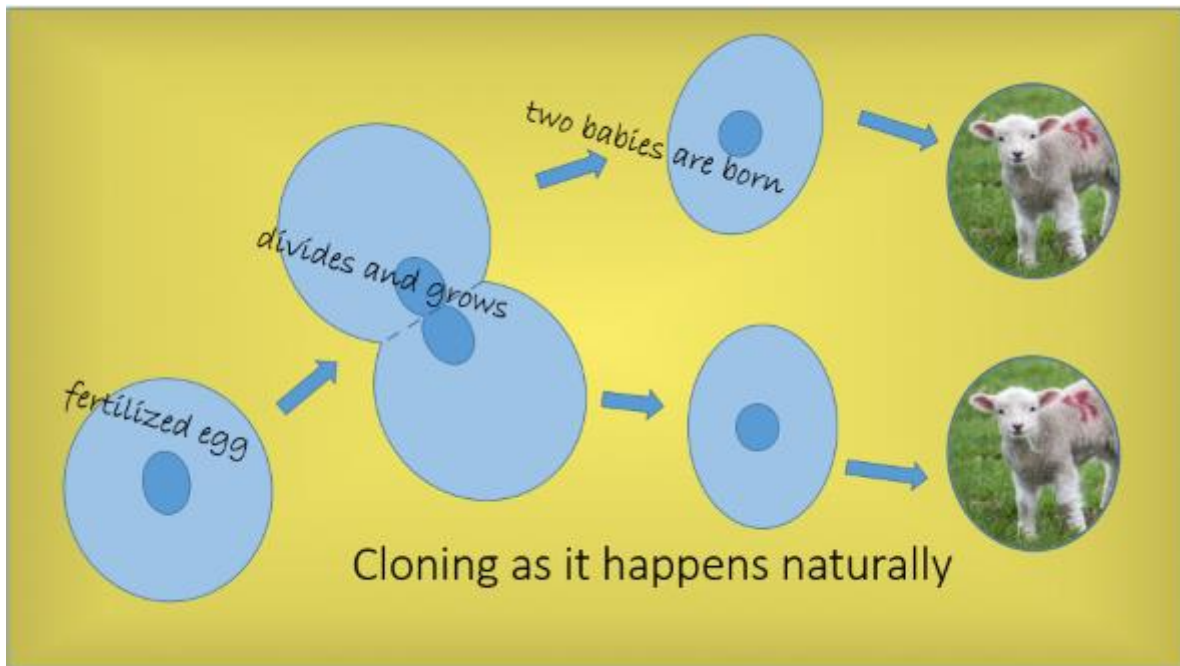 fertilized egg
divides and grows
two babies are born
Cloning as it happens naturally